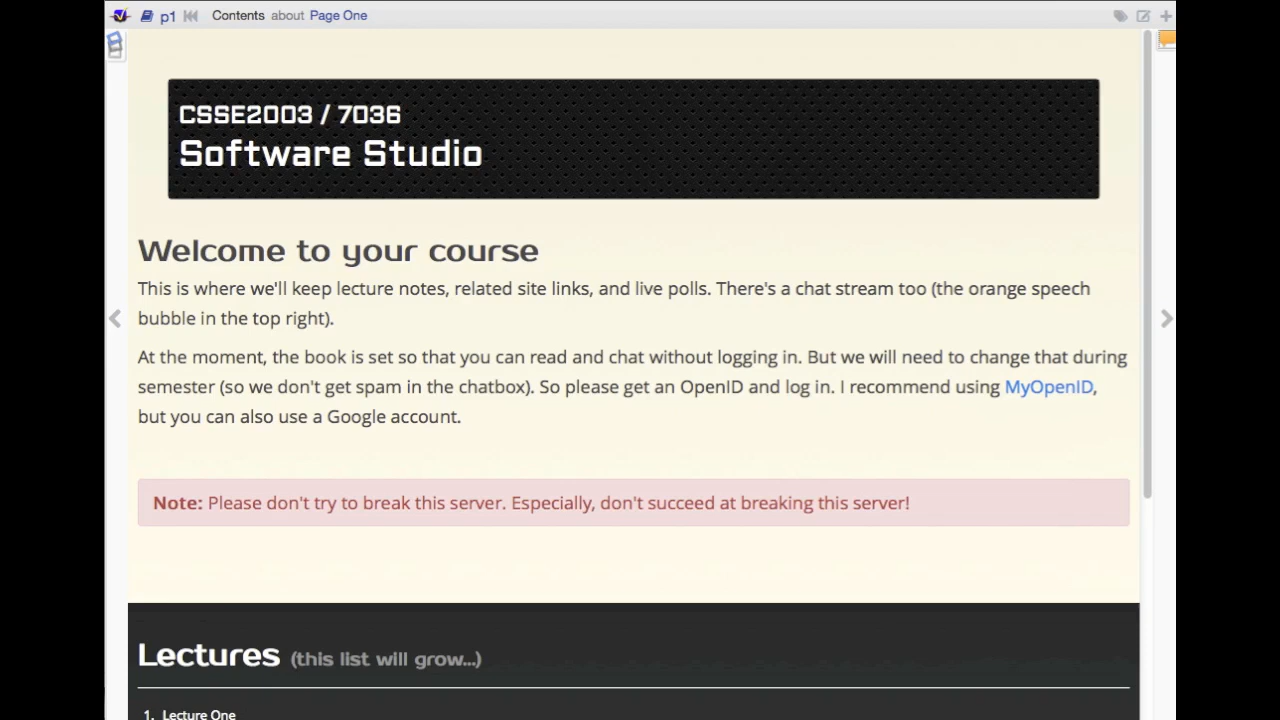 p1 Contents about Page One
CSSE2003 / 7036
Software Studio
Welcome to your course
This is where we'll keep lecture notes, related site links, and live polls. There's a chat stream too (the orange speech
bubble in the top right).
At the moment, the book is set so that you can read and chat without logging in. But we will need to change that during
semester (so we don't get spam in the chatbox). So please get an OpenID and log in. I recommend using MyOpenID,
but you can also use a Google account.
Note: Please don't try to break this server. Especially, don't succeed at breaking this server!
Lectures (this list will grow...)
1. Lecture One